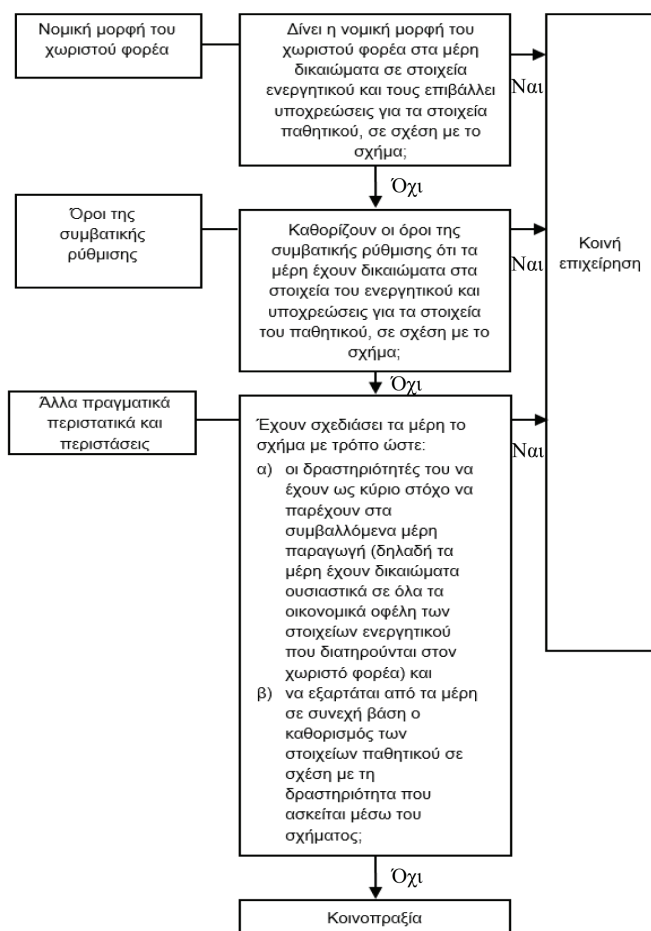 Νομική μορφή του
χωριστού φορέα
Δίνει η νομική μορφή του
χωριστού φορέα στα μέρη
δικαιώματα σε στοιχεία
ενεργητικού και τους επιβάλλει
υποχρεώσεις για τα στοιχεία
παθητικού, σε σχέση με το
σχήμα;
Ναι
Όχι
Όροι της
συμβατικής
ρύθμισης
Καθορίζουν οι όροι της
συμβατικής ρύθμισης ότι τα
μέρη έχουν δικαιώματα στα
στοιχεία του ενεργητικού και
υποχρεώσεις για τα στοιχεία
του παθητικού, σε σχέση με το
σχήμα;
Ναι
Κοινή
επιχείρηση
Όχι
Άλλα πραγματικά
περιστατικά και
περιστάσεις
Έχουν σχεδιάσει τα μέρη το
σχήμα με τρόπο ώστε:
α) οι δραστηριότητές του να
έχουν ως κύριο στόχο να
παρέχουν στα
συμβαλλόμενα μέρη
παραγωγή (δηλαδή τα
μέρη έχουν δικαιώματα
ουσιαστικά σε όλα τα
οικονομικά οφέλη των
στοιχείων ενεργητικού
που διατηρούνται στον
χωριστό φορέα) και
β) να εξαρτάται από τα μέρη
σε συνεχή βάση ο
καθορισμός των
στοιχείων παθητικού σε
σχέση με τη
δραστηριότητα που
ασκείται μέσω του
σχήματος;
Ναι
Όχι
Κοινοπραξία